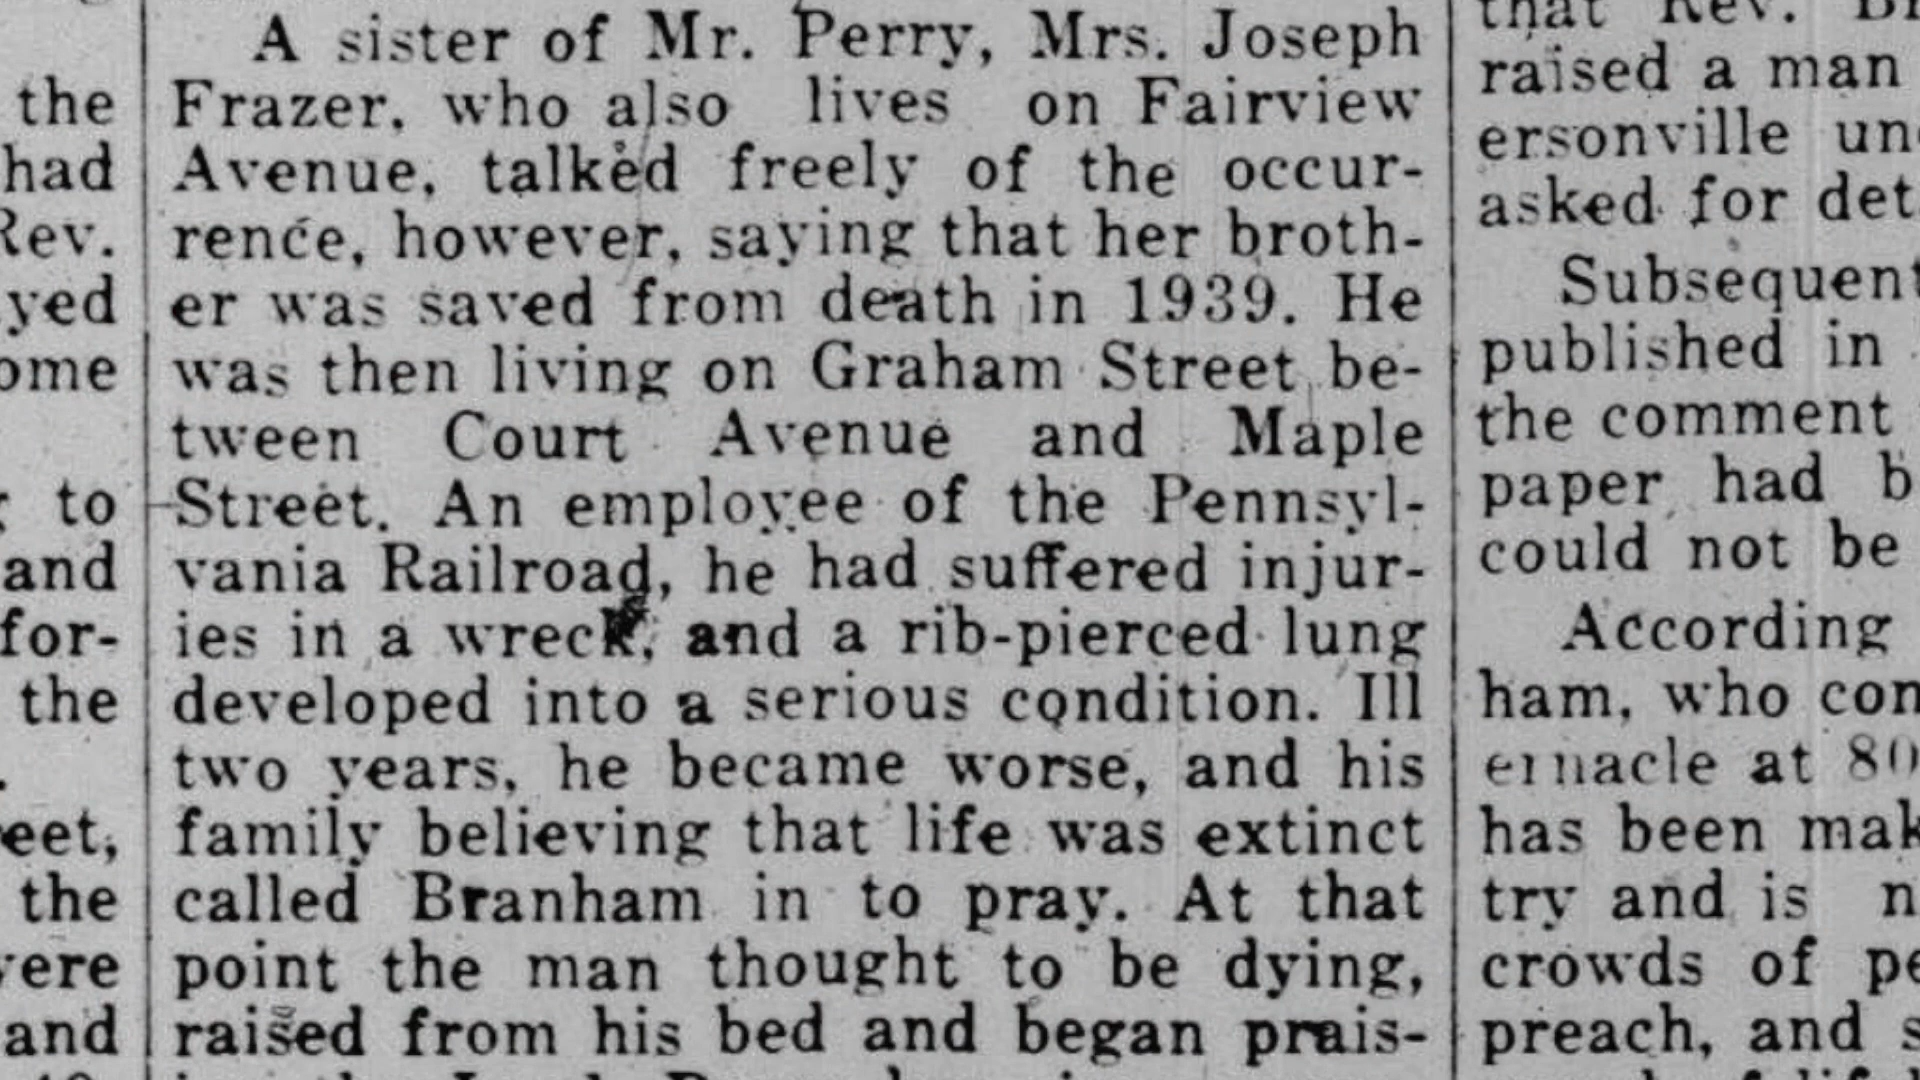 the
had
Rev.
yed
ome
to
and
for-
the
eet,
the
ere
and
A sister of Mr. Perry, Mrs. Joseph
Frazer, who also lives on Fairview
Avenue, talked freely of the occur-
rence, however, saying that her broth-
er was saved from death in 1939. He
was then living on Graham Street be-
tween Court Avenue and Maple
Street. An employee of the Pennsyl-
vania Railroad, he had suffered injur-
ies in a wreck, and a rib-pierced lung
developed into a serious condition. Ill
two years, he became worse, and his
family believing that life was extinct
called Branham in to pray. At that
point the man thought to be dying,
raised from his bed and began prais-
that Rev. Br
raised a man
ersonville un
asked for det
Subsequent
published in
the comment
paper had b
could not be
According
ham, who con
ernacle at 80
has been mak
try and is n
crowds of pe
preach, and s